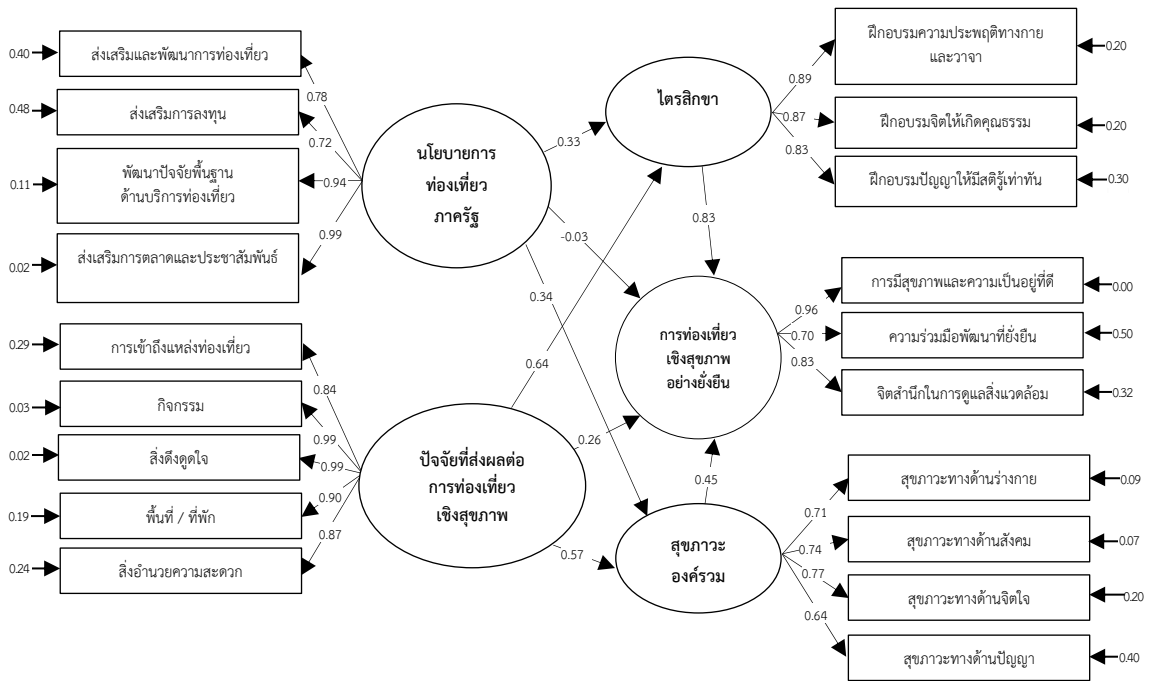 0.40
ส่งเสริมและพัฒนาการท่องเที่ยว
0.78
0.48
ส่งเสริมการลงทุน
0.72
0.11
พัฒนาปัจจัยพื้นฐาน
ด้านบริการท่องเที่ยว
0.94
0.02
ส่งเสริมการตลาดและประชาสัมพันธ์
0.99
นโยบายการ
ท่องเที่ยว
ภาครัฐ
0.29
การเข้าถึงแหล่งท่องเที่ยว
0.84
0.03
กิจกรรม
0.99
0.02
สิ่งดึงดูดใจ
0.99
0.19
พื้นที่ / ที่พัก
0.90
0.24
สิ่งอำนวยความสะดวก
0.87
ปัจจัยที่ส่งผลต่อ
การท่องเที่ยว
เชิงสุขภาพ
0.33
-0.03
0.34
0.64
0.26
0.57
ไตรสิกขา
0.83
การท่องเที่ยว
เชิงสุขภาพ
อย่างยั่งยืน
0.45
สุขภาวะ
องค์รวม
0.89
ฝึกอบรมความประพฤติทางกาย
และวาจา
0.20
0.87
ฝึกอบรมจิตให้เกิดคุณธรรม
0.20
0.83
ฝึกอบรมปัญญาให้มีสติรู้เท่าทัน
0.30
0.96
การมีสุขภาพและความเป็นอยู่ที่ดี
0.00
0.70
ความร่วมมือพัฒนาที่ยั่งยืน
0.50
0.83
จิตสำนึกในการดูแลสิ่งแวดล้อม
0.32
0.71
สุขภาวะทางด้านร่างกาย
0.09
0.74
สุขภาวะทางด้านสังคม
0.07
0.77
สุขภาวะทางด้านจิตใจ
0.20
0.64
สุขภาวะทางด้านปัญญา
0.40